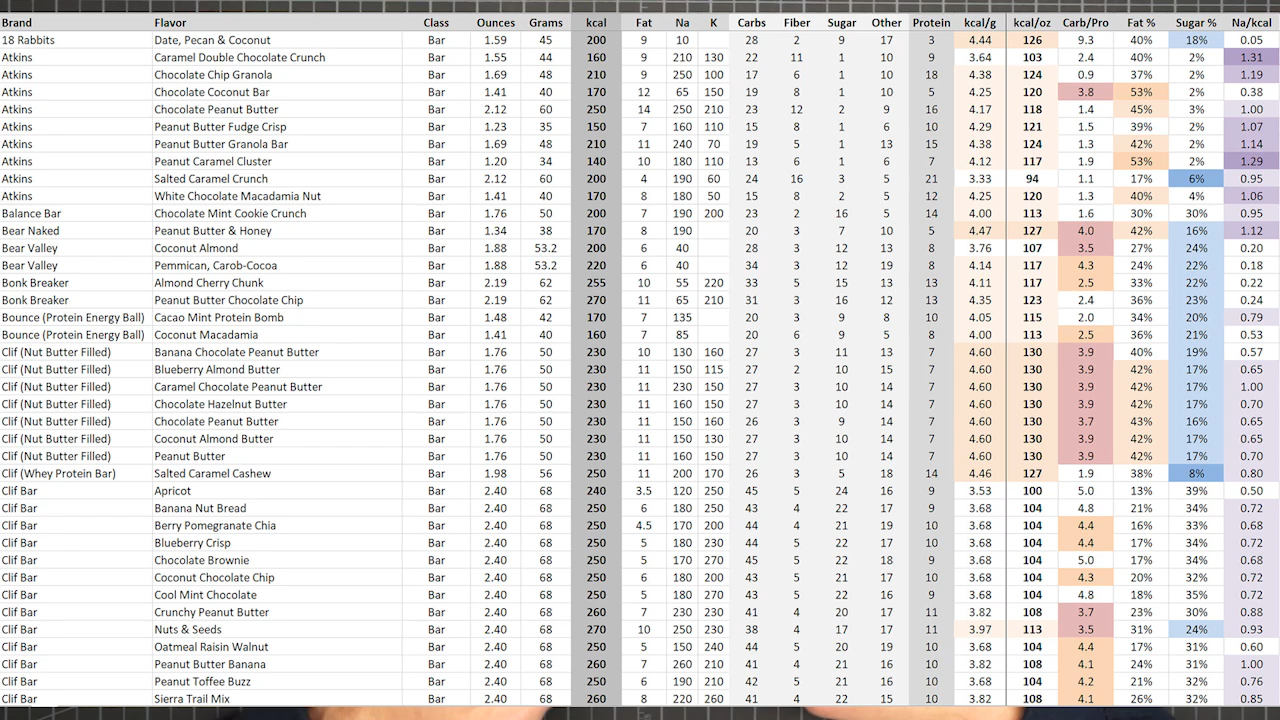 Brand Flavor Class Ounces Grams kcal Fat Na K Carbs Fiber Sugar Other Protein kcal/g kcal/oz Carb/Pro Fat % Sugar % Na/kcal
18 Rabbits Date, Pecan & Coconut Bar 1.59 45 200 9 10 28 2 9 17 3 4.44 126 9.3 40% 18% 0.05
Atkins Caramel Double Chocolate Crunch Bar 1.55 44 160 9 210 130 22 11 1 10 9 3.64 103 2.4 40% 2% 1.31
Atkins Chocolate Chip Granola Bar 1.69 48 210 9 250 100 17 6 1 10 18 4.38 124 0.9 37% 2% 1.19
Atkins Chocolate Coconut Bar Bar 1.41 40 170 12 65 150 19 8 1 10 5 4.25 120 3.8 53% 2% 0.38
Atkins Chocolate Peanut Butter Bar 2.12 60 250 14 250 210 23 12 2 9 16 4.17 118 1.4 45% 3% 1.00
Atkins Peanut Butter Fudge Crisp Bar 1.23 35 150 7 160 110 15 8 1 6 10 4.29 121 1.5 39% 2% 1.07
Atkins Peanut Butter Granola Bar Bar 1.69 48 210 11 240 70 19 5 1 13 15 4.38 124 1.3 42% 2% 1.14
Atkins Peanut Caramel Cluster Bar 1.20 34 140 10 180 110 13 6 1 6 7 4.12 117 1.9 53% 2% 1.29
Atkins Salted Caramel Crunch Bar 2.12 60 200 4 190 60 24 16 3 5 21 3.33 94 1.1 17% 6% 0.95
Atkins White Chocolate Macadamia Nut Bar 1.41 40 170 8 180 50 15 8 2 5 12 4.25 120 1.3 40% 4% 1.06
Balance Bar Chocolate Mint Cookie Crunch Bar 1.76 50 200 7 190 200 23 2 16 5 14 4.00 113 1.6 30% 30% 0.95
Bear Naked Peanut Butter & Honey Bar 1.34 38 170 8 190 20 3 7 10 5 4.47 127 4.0 42% 16% 1.12
Bear Valley Coconut Almond Bar 1.88 53.2 200 6 40 28 3 12 13 8 3.76 107 3.5 27% 24% 0.20
Bear Valley Pemmican, Carob-Cocoa Bar 1.88 53.2 220 6 40 34 3 12 19 8 4.14 117 4.3 24% 22% 0.18
Bonk Breaker Almond Cherry Chunk Bar 2.19 62 255 10 55 220 33 5 15 13 13 4.11 117 2.5 33% 22% 0.22
Bonk Breaker Peanut Butter Chocolate Chip Bar 2.19 62 270 11 65 210 31 3 16 12 13 4.35 123 2.4 36% 23% 0.24
Bounce (Protein Energy Ball) Cacao Mint Protein Bomb Bar 1.48 42 170 7 135 20 3 9 8 10 4.05 115 2.0 34% 20% 0.79
Bounce (Protein Energy Ball) Coconut Macadamia Bar 1.41 40 160 7 85 20 6 9 5 8 4.00 113 2.5 36% 21% 0.53
Clif (Nut Butter Filled) Banana Chocolate Peanut Butter Bar 1.76 50 230 10 130 160 27 3 11 13 7 4.60 130 3.9 40% 19% 0.57
Clif (Nut Butter Filled) Blueberry Almond Butter Bar 1.76 50 230 11 150 115 27 2 10 15 7 4.60 130 3.9 42% 17% 0.65
Clif (Nut Butter Filled) Caramel Chocolate Peanut Butter Bar 1.76 50 230 11 230 150 27 3 10 14 7 4.60 130 3.9 42% 17% 1.00
Clif (Nut Butter Filled) Chocolate Hazelnut Butter Bar 1.76 50 230 11 160 150 27 3 10 14 7 4.60 130 3.9 42% 17% 0.70
Clif (Nut Butter Filled) Chocolate Peanut Butter Bar 1.76 50 230 11 150 160 26 3 9 14 7 4.60 130 3.7 43% 16% 0.65
Clif (Nut Butter Filled) Coconut Almond Butter Bar 1.76 50 230 11 150 130 27 3 10 14 7 4.60 130 3.9 42% 17% 0.65
Clif (Nut Butter Filled) Peanut Butter Bar 1.76 50 230 11 160 150 27 3 10 14 7 4.60 130 3.9 42% 17% 0.70
Clif (Whey Protein Bar) Salted Caramel Cashew Bar 1.98 56 250 11 200 170 26 3 5 18 14 4.46 127 1.9 38% 8% 0.80
Clif Bar Apricot Bar 2.40 68 240 3.5 120 250 45 5 24 16 9 3.53 100 5.0 13% 39% 0.50
Clif Bar Banana Nut Bread Bar 2.40 68 250 6 180 250 43 4 22 17 9 3.68 104 4.8 21% 34% 0.72
Clif Bar Berry Pomegranate Chia Bar 2.40 68 250 4.5 170 200 44 4 21 19 10 3.68 104 4.4 16% 33% 0.68
Clif Bar Blueberry Crisp Bar 2.40 68 250 5 180 230 44 5 22 17 10 3.68 104 4.4 17% 34% 0.72
Clif Bar Chocolate Brownie Bar 2.40 68 250 5 170 270 45 5 22 18 9 3.68 104 5.0 17% 34% 0.68
Clif Bar Coconut Chocolate Chip Bar 2.40 68 250 6 180 200 43 5 21 17 10 3.68 104 4.3 20% 32% 0.72
Clif Bar Cool Mint Chocolate Bar 2.40 68 250 5 180 270 43 5 22 16 9 3.68 104 4.8 18% 35% 0.72
Clif Bar Crunchy Peanut Butter Bar 2.40 68 260 7 230 230 41 4 20 17 11 3.82 108 3.7 23% 30% 0.88
Clif Bar Nuts & Seeds Bar 2.40 68 270 10 250 230 38 4 17 17 11 3.97 113 3.5 31% 24% 0.93
Clif Bar Oatmeal Raisin Walnut Bar 2.40 68 250 5 150 240 44 5 20 19 10 3.68 104 4.4 17% 31% 0.60
Clif Bar Peanut Butter Banana Bar 2.40 68 260 7 260 210 41 4 21 16 10 3.82 108 4.1 24% 31% 1.00
Clif Bar Peanut Toffee Buzz Bar 2.40 68 250 6 190 210 42 5 21 16 10 3.68 104 4.2 21% 32% 0.76
Clif Bar Sierra Trail Mix Bar 2.40 68 260 8 220 260 41 4 22 15 10 3.82 108 4.1 26% 32% 0.85